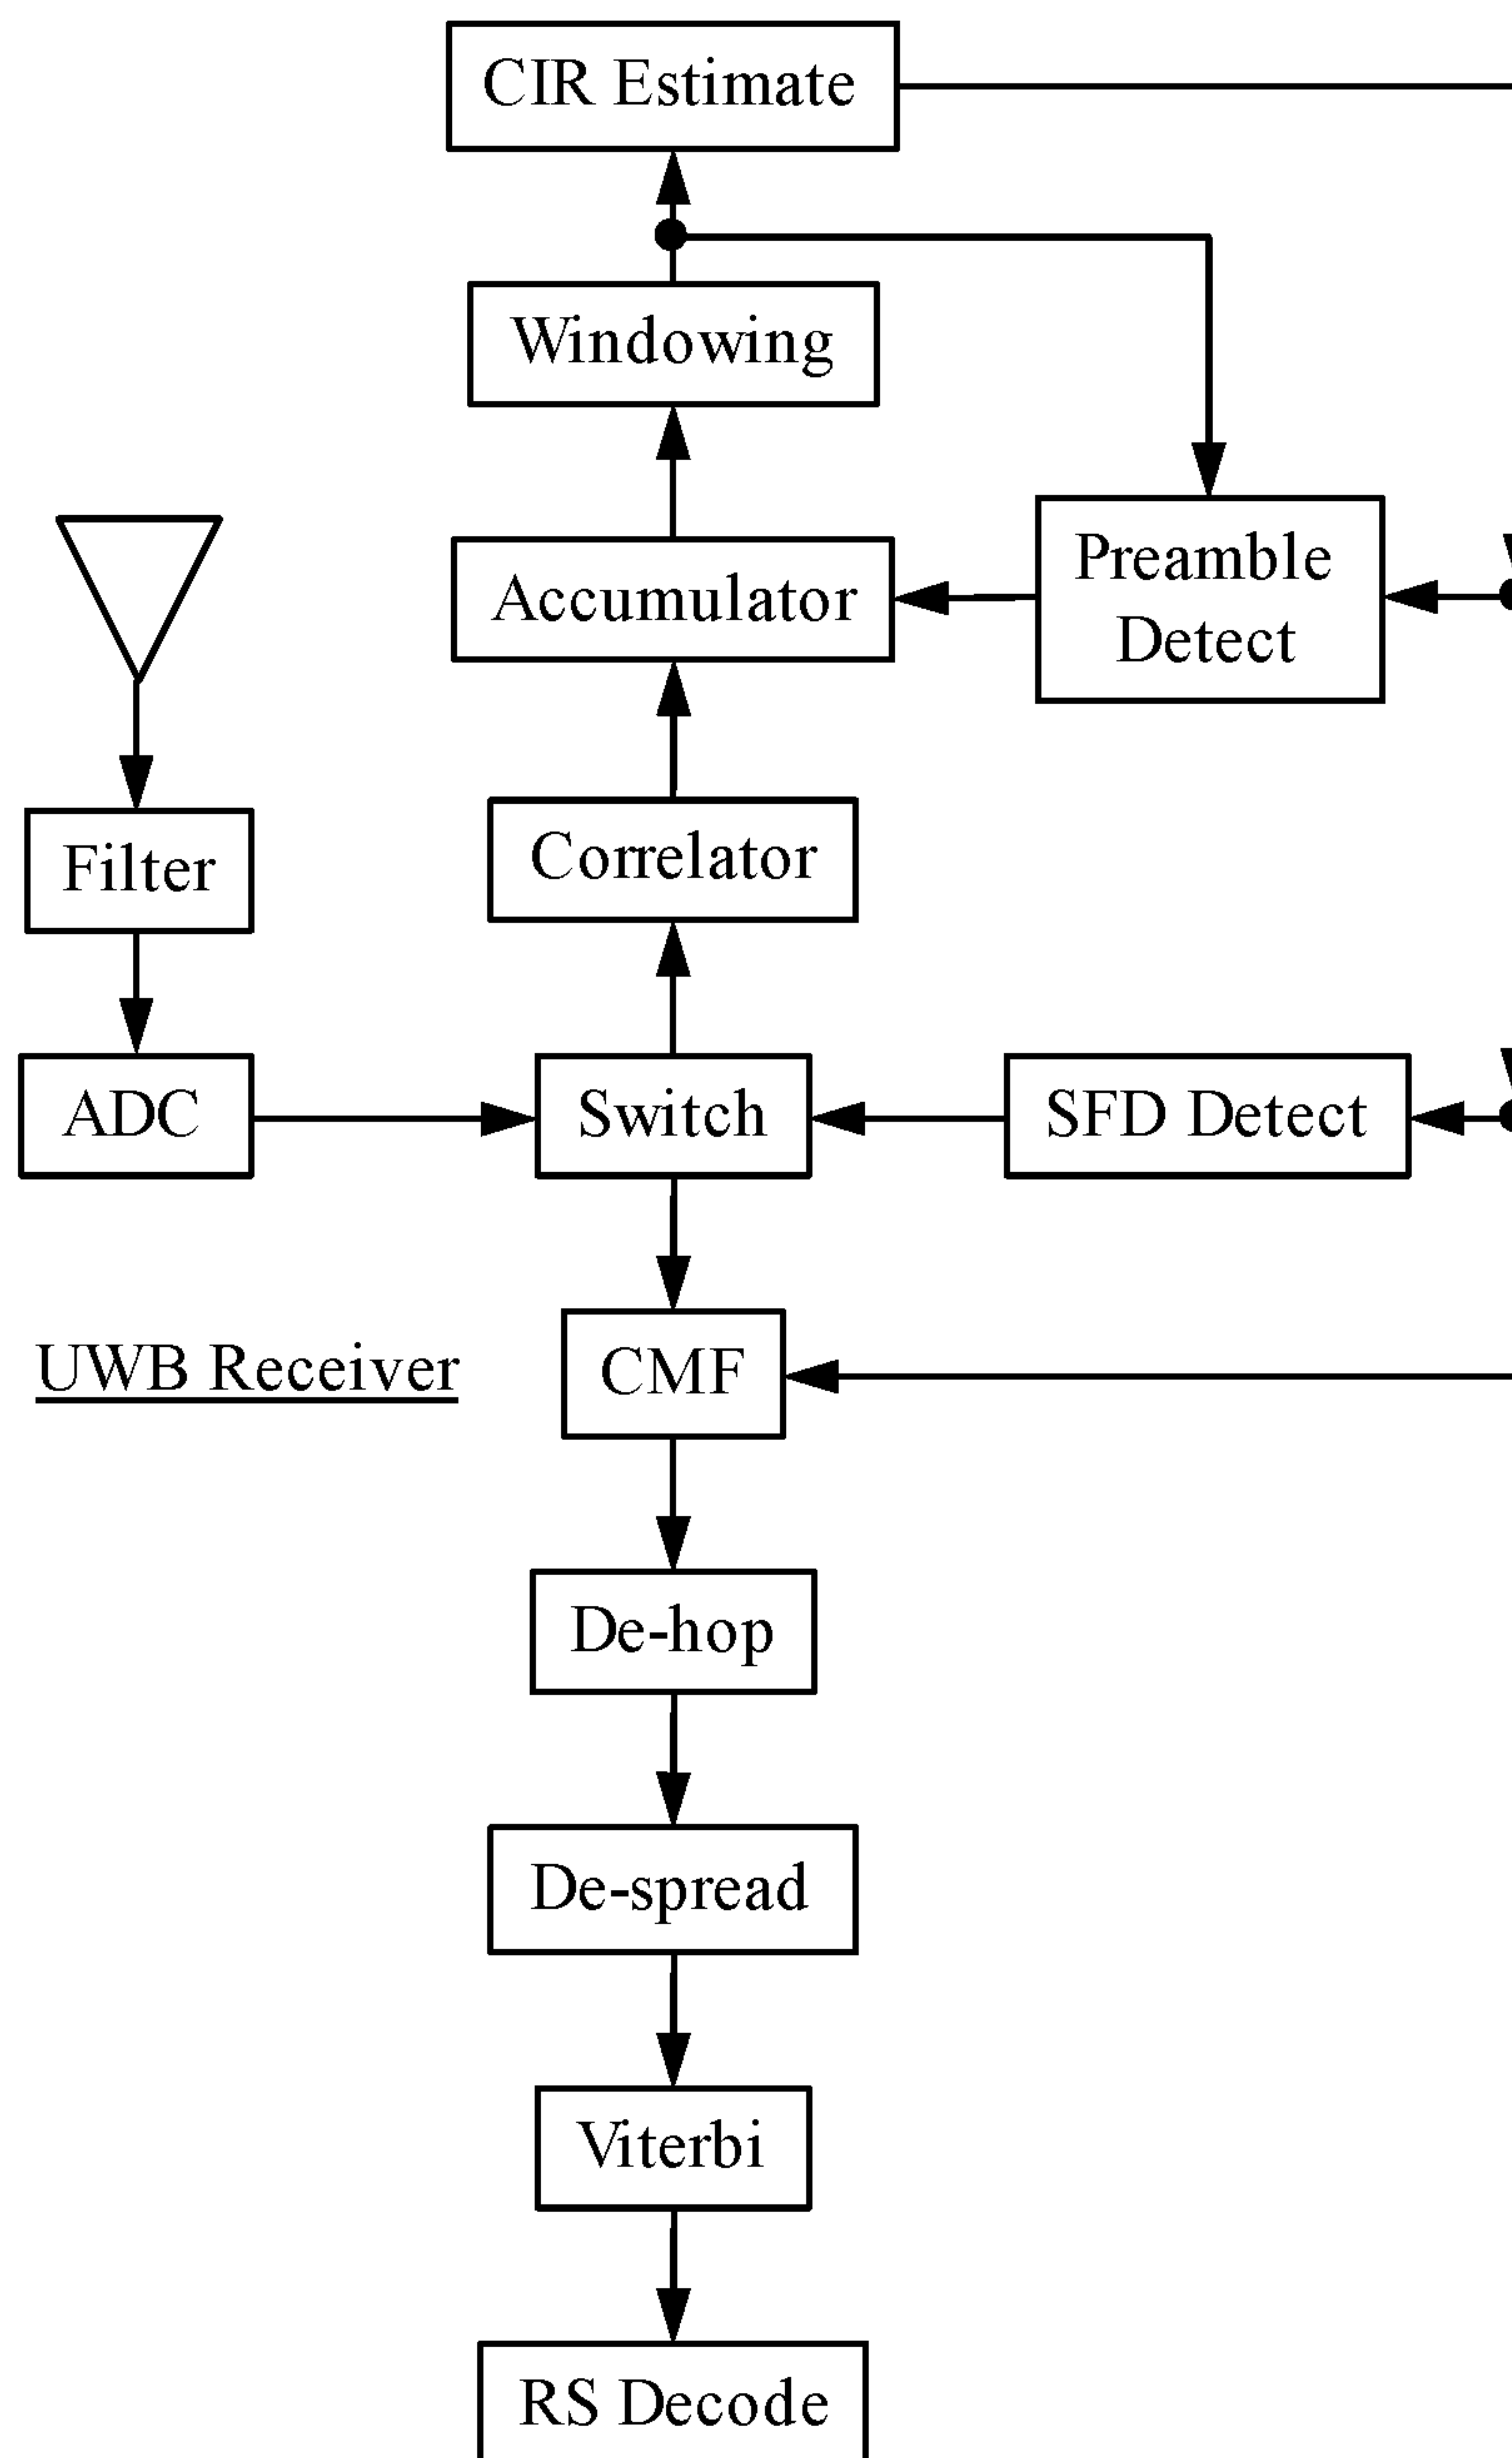 CIR Estimate
Windowing
Accumulator
Preamble
Detect
Correlator
Filter
ADC
Switch
SFD Detect
UWB Receiver
CMF
De-hop
De-spread
Viterbi
RS Decode